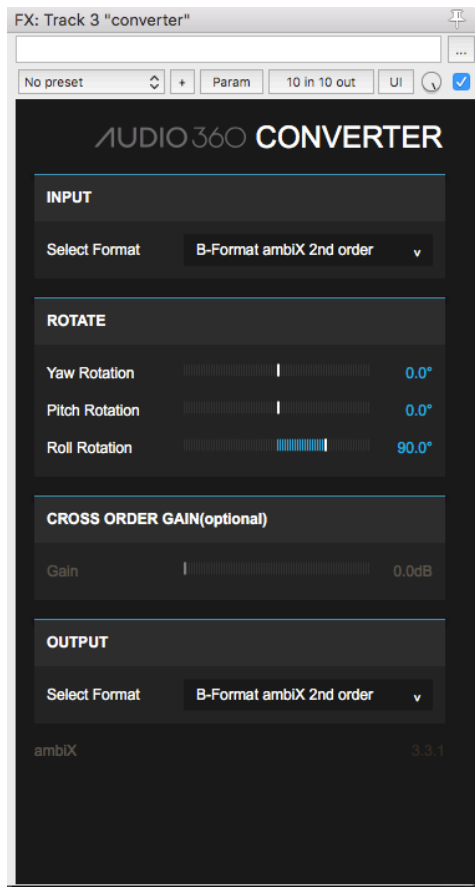 FX: Track 3 "converter"
...
No preset + Param 10 in 10 out UI
AUDIO360 CONVERTER
INPUT
Select Format B-Format ambiX 2nd order v
ROTATE
Yaw Rotation 0.0°
Pitch Rotation 0.0°
Roll Rotation 90.0°
CROSS ORDER GAIN(optional)
Gain 0.0dB
OUTPUT
Select Format B-Format ambiX 2nd order v
ambiX 3.3.1